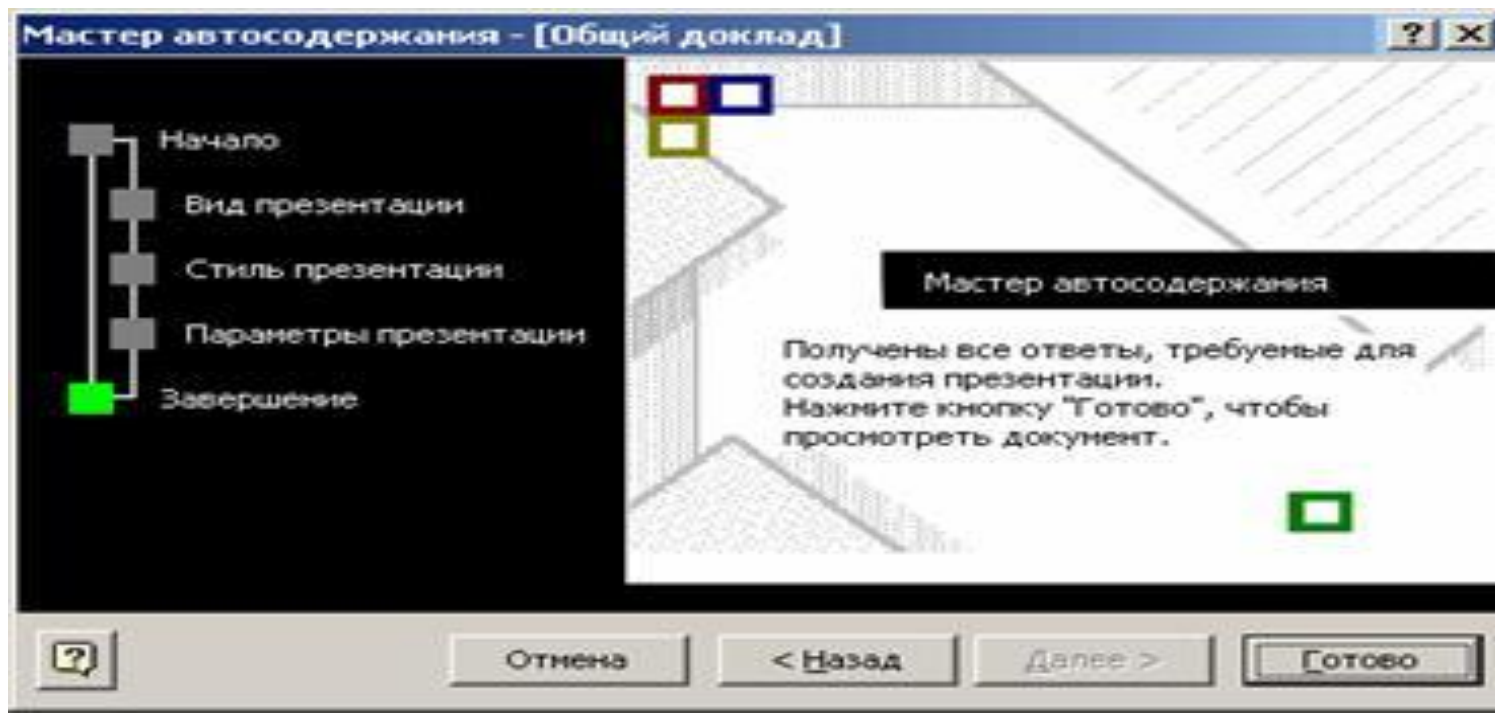 Мастер автосодержания - [Общий доклад]
Начало
Вид презентации
Стиль презентации
Параметры презентации
Завершение
Мастер автосодержания
Получены все ответы, требуемые для
создания презентации.
Нажмите кнопку "Готово", чтобы
просмотреть документ.
Отмена
< Назад
Далее >
Готово